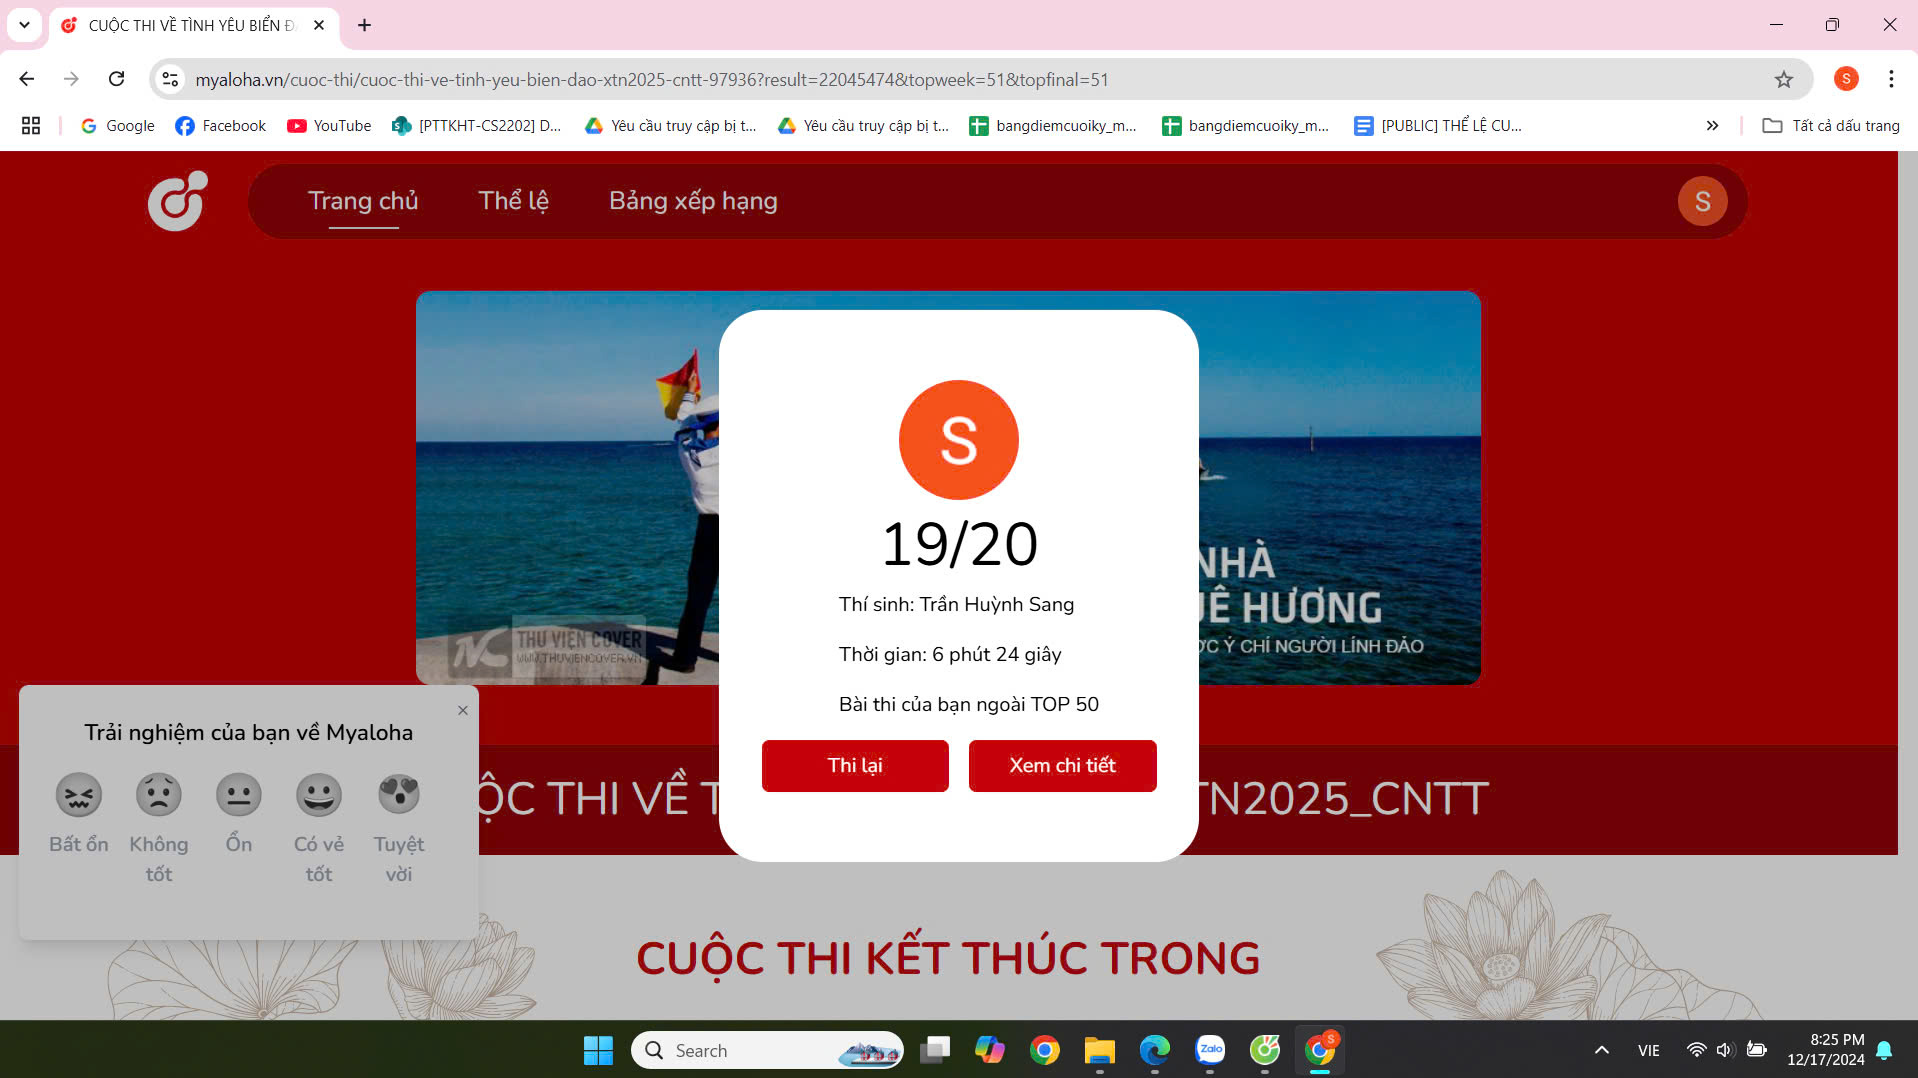 CUỘC THI VỀ TÌNH YÊU BIỂN Đ
myaloha.vn/cuoc-thi/cuoc-thi-ve-tinh-yeu-bien-dao-xtn2025-cntt-97936?result=22045474&topweek=51&topfinal=51
S
Google
Facebook
YouTube
[PTTKHT-CS2202] D...
Yêu cầu truy cập bị t...
Yêu cầu truy cập bị t...
bangdiemcuoiky_m...
bangdiemcuoiky_m...
[PUBLIC] THỂ LỆ CU...
Tất cả dấu trang
Trang chủ
Thể lệ
Bảng xếp hạng
S
S
19/20
Thí sinh: Trần Huỳnh Sang
Thời gian: 6 phút 24 giây
Bài thi của bạn ngoài TOP 50
Thi lại
Xem chi tiết
NHÀ
UÊ HƯƠNG
ỚC Ý CHÍ NGƯỜI LÍNH ĐẢO
THƯ VIỆN COVER
WWW.THUVIENCOVER.VN
Trải nghiệm của bạn về Myaloha
Bất ổn
Không tốt
Ổn
Có vẻ tốt
Tuyệt vời
ỘC THI VỀ T
TN2025_CNTT
CUỘC THI KẾT THÚC TRONG
Search
Zalo
S
VIE
8:25 PM
12/17/2024